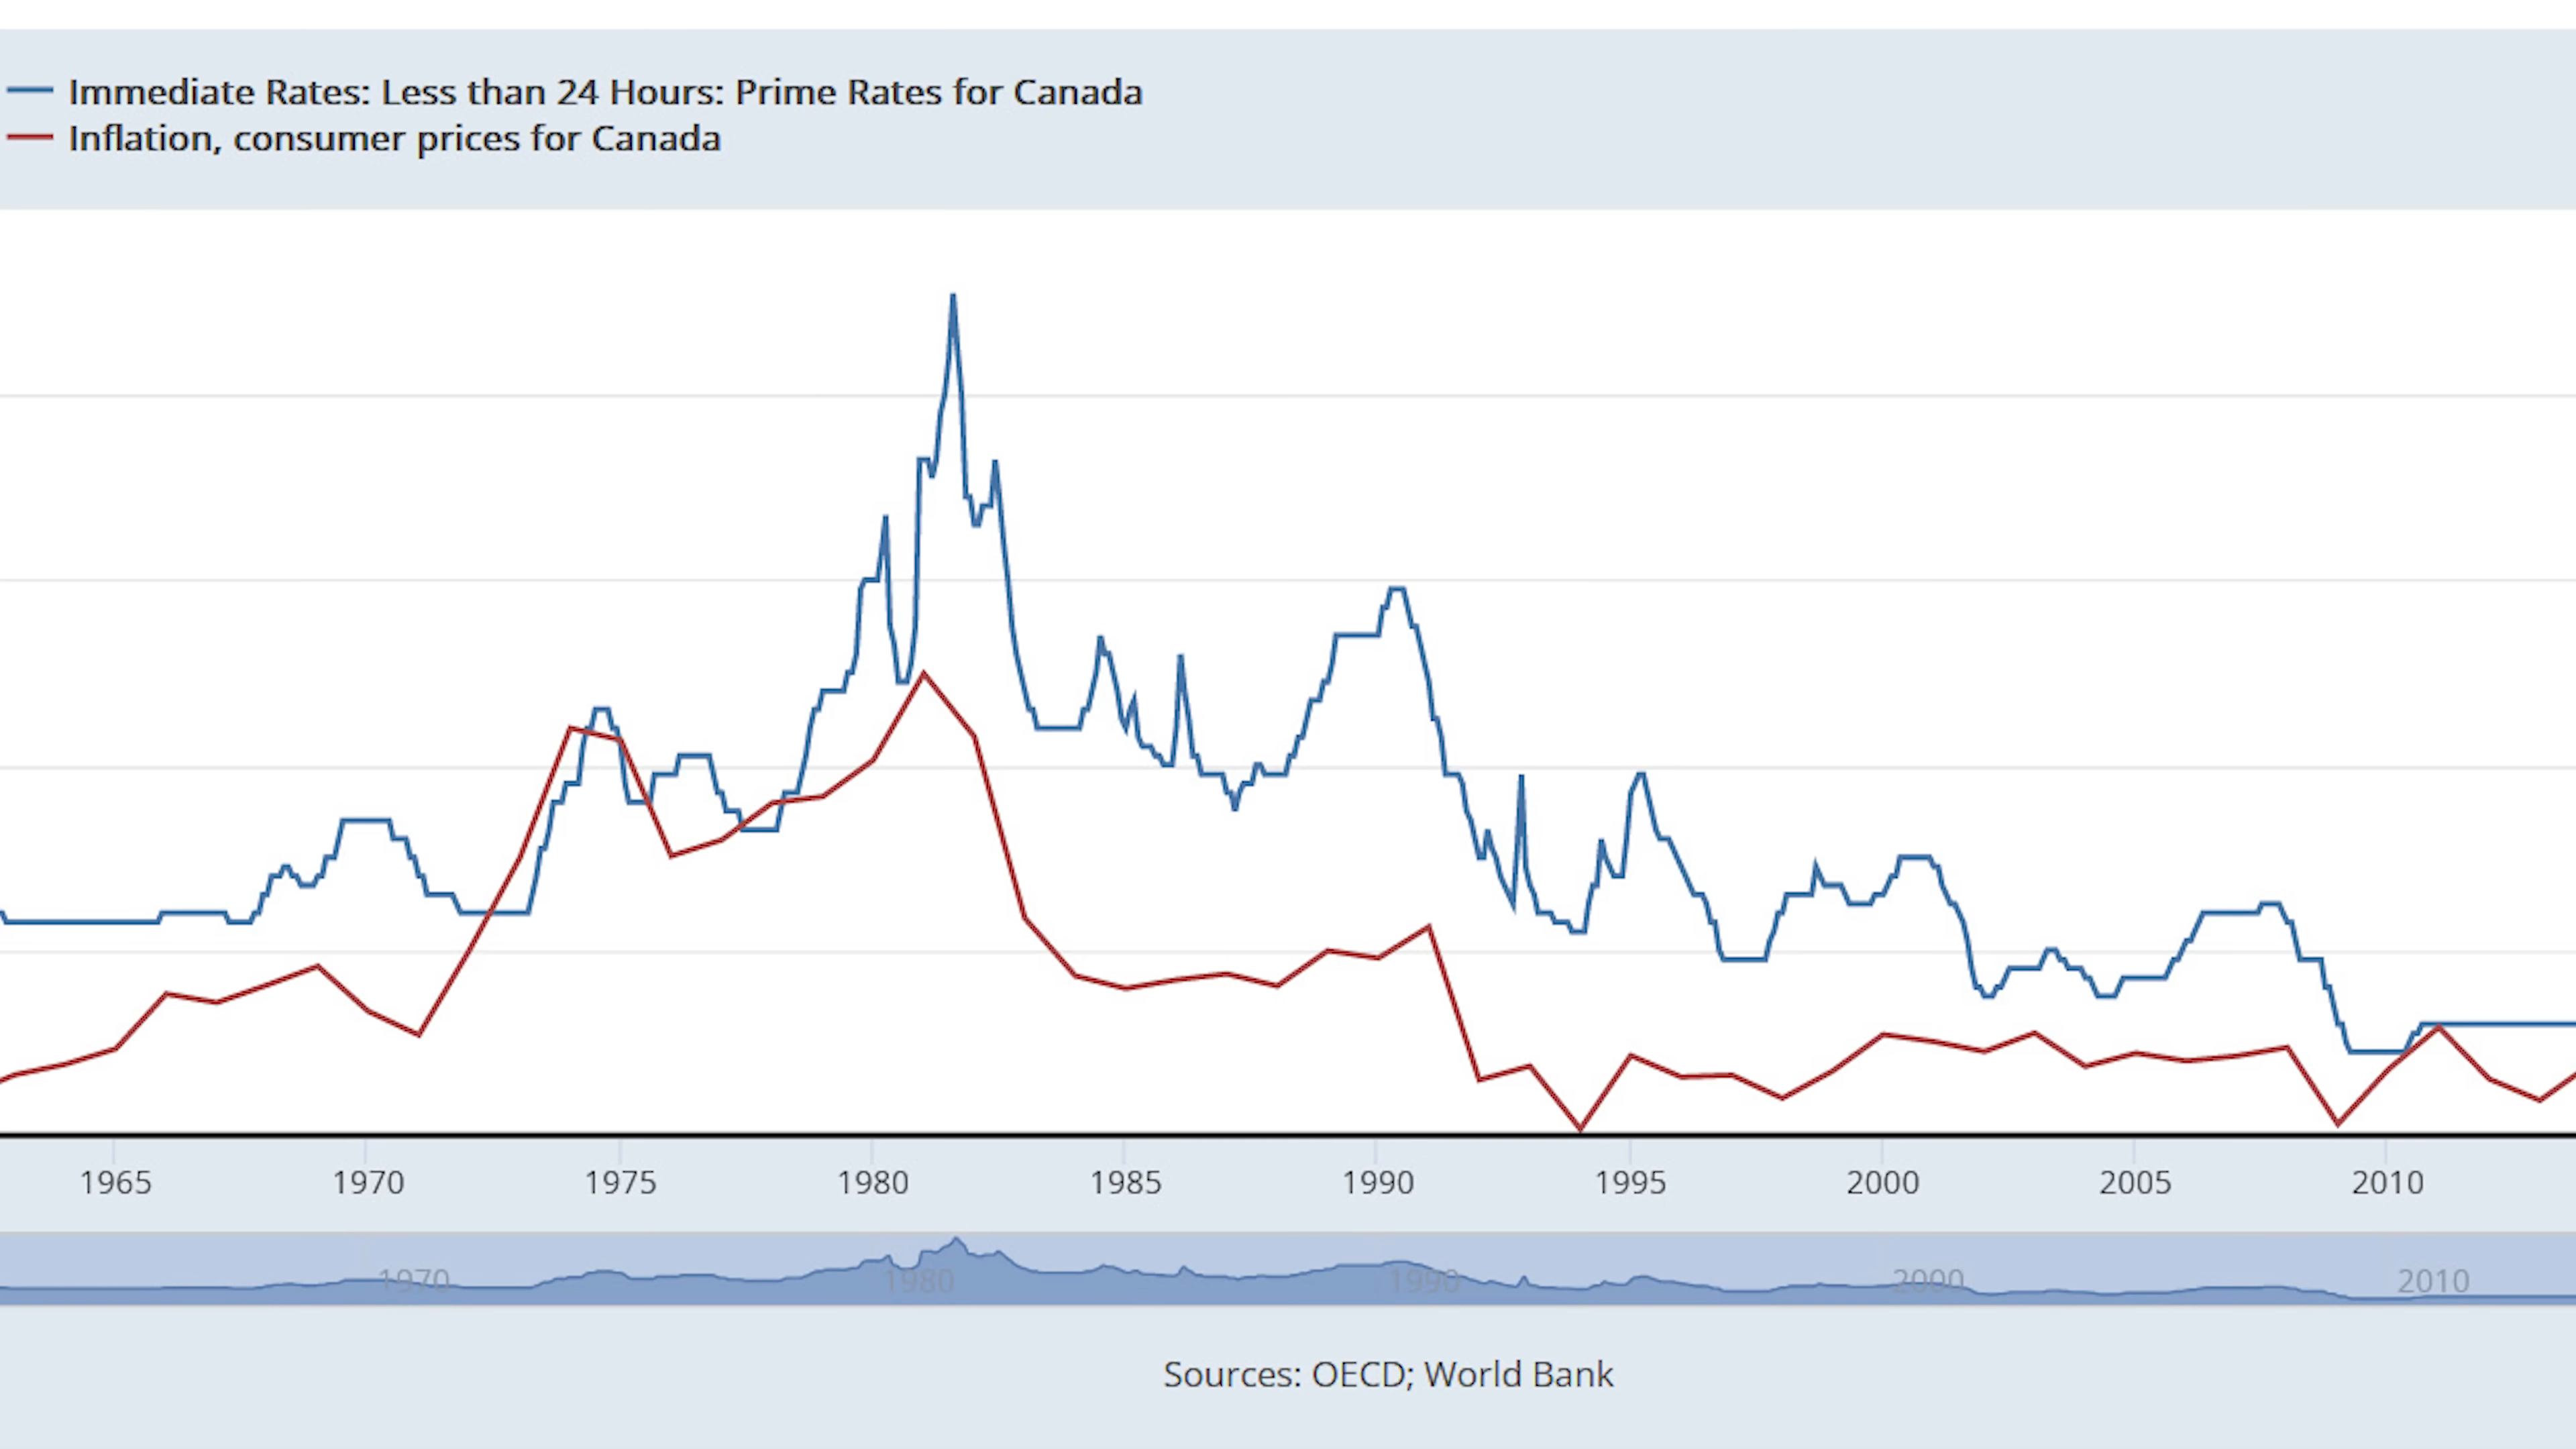 Immediate Rates: Less than 24 Hours: Prime Rates for Canada
Inflation, consumer prices for Canada
1965 1970 1975 1980 1985 1990 1995 2000 2005 2010
1970 1980 1990 2000 2010
Sources: OECD; World Bank